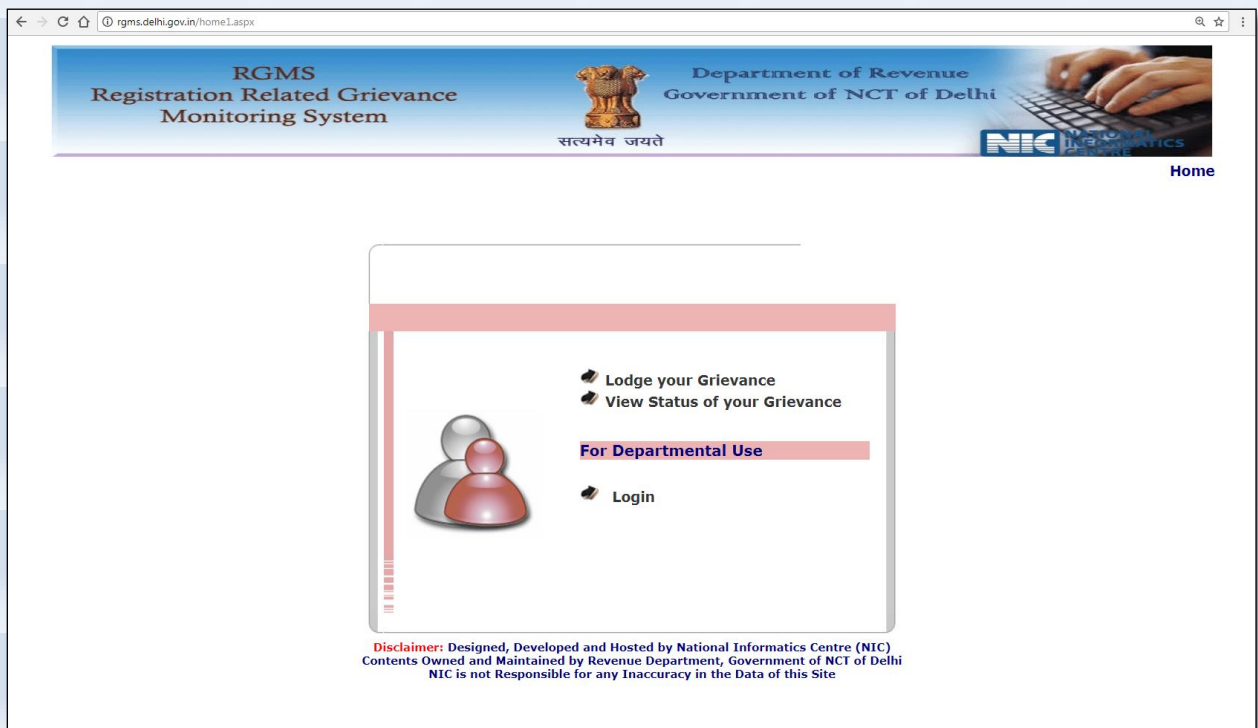 rgms.delhi.gov.in/home1.aspx
RGMS
Registration Related Grievance
Monitoring System
सत्यमेव जयते
Department of Revenue
Government of NCT of Delhi
NIC NATIONAL
INFORMATICS
CENTRE
Home
Lodge your Grievance
View Status of your Grievance
For Departmental Use
Login
Disclaimer: Designed, Developed and Hosted by National Informatics Centre (NIC)
Contents Owned and Maintained by Revenue Department, Government of NCT of Delhi
NIC is not Responsible for any Inaccuracy in the Data of this Site